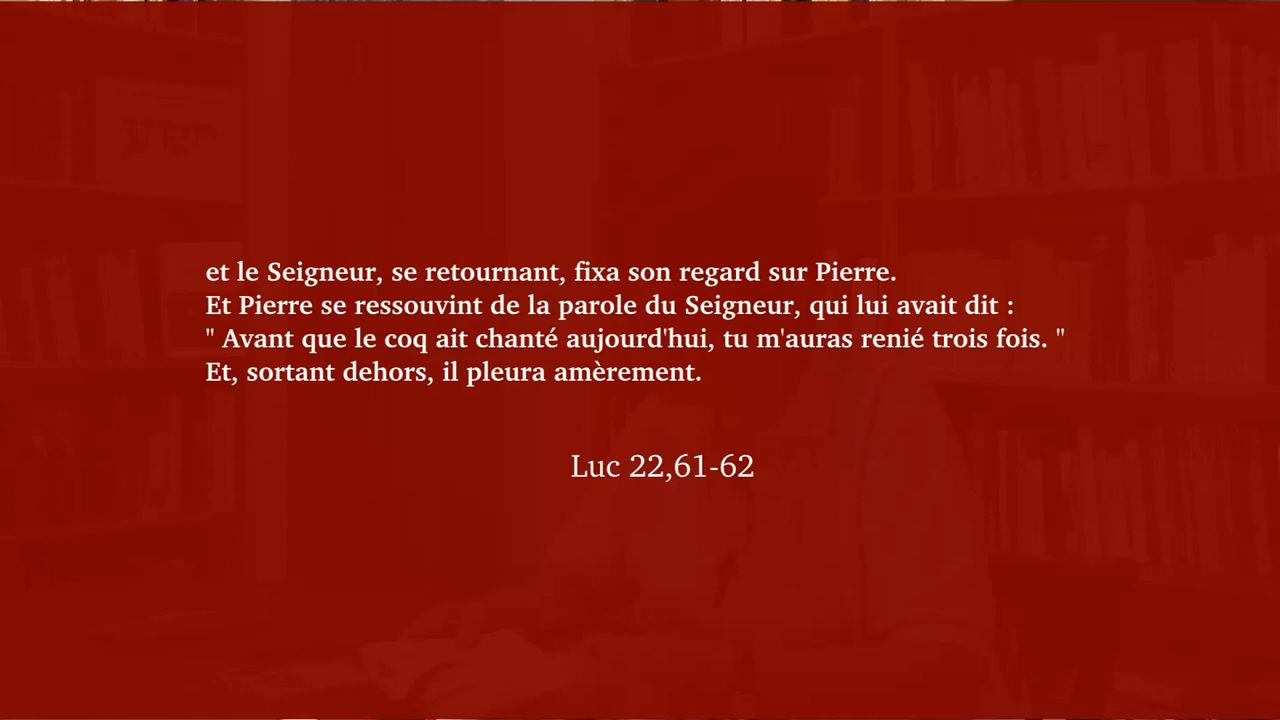 et le Seigneur, se retournant, fixa son regard sur Pierre.
Et Pierre se ressouvint de la parole du Seigneur, qui lui avait dit :
" Avant que le coq ait chanté aujourd'hui, tu m'auras renié trois fois. "
Et, sortant dehors, il pleura amèrement.
Luc 22,61-62